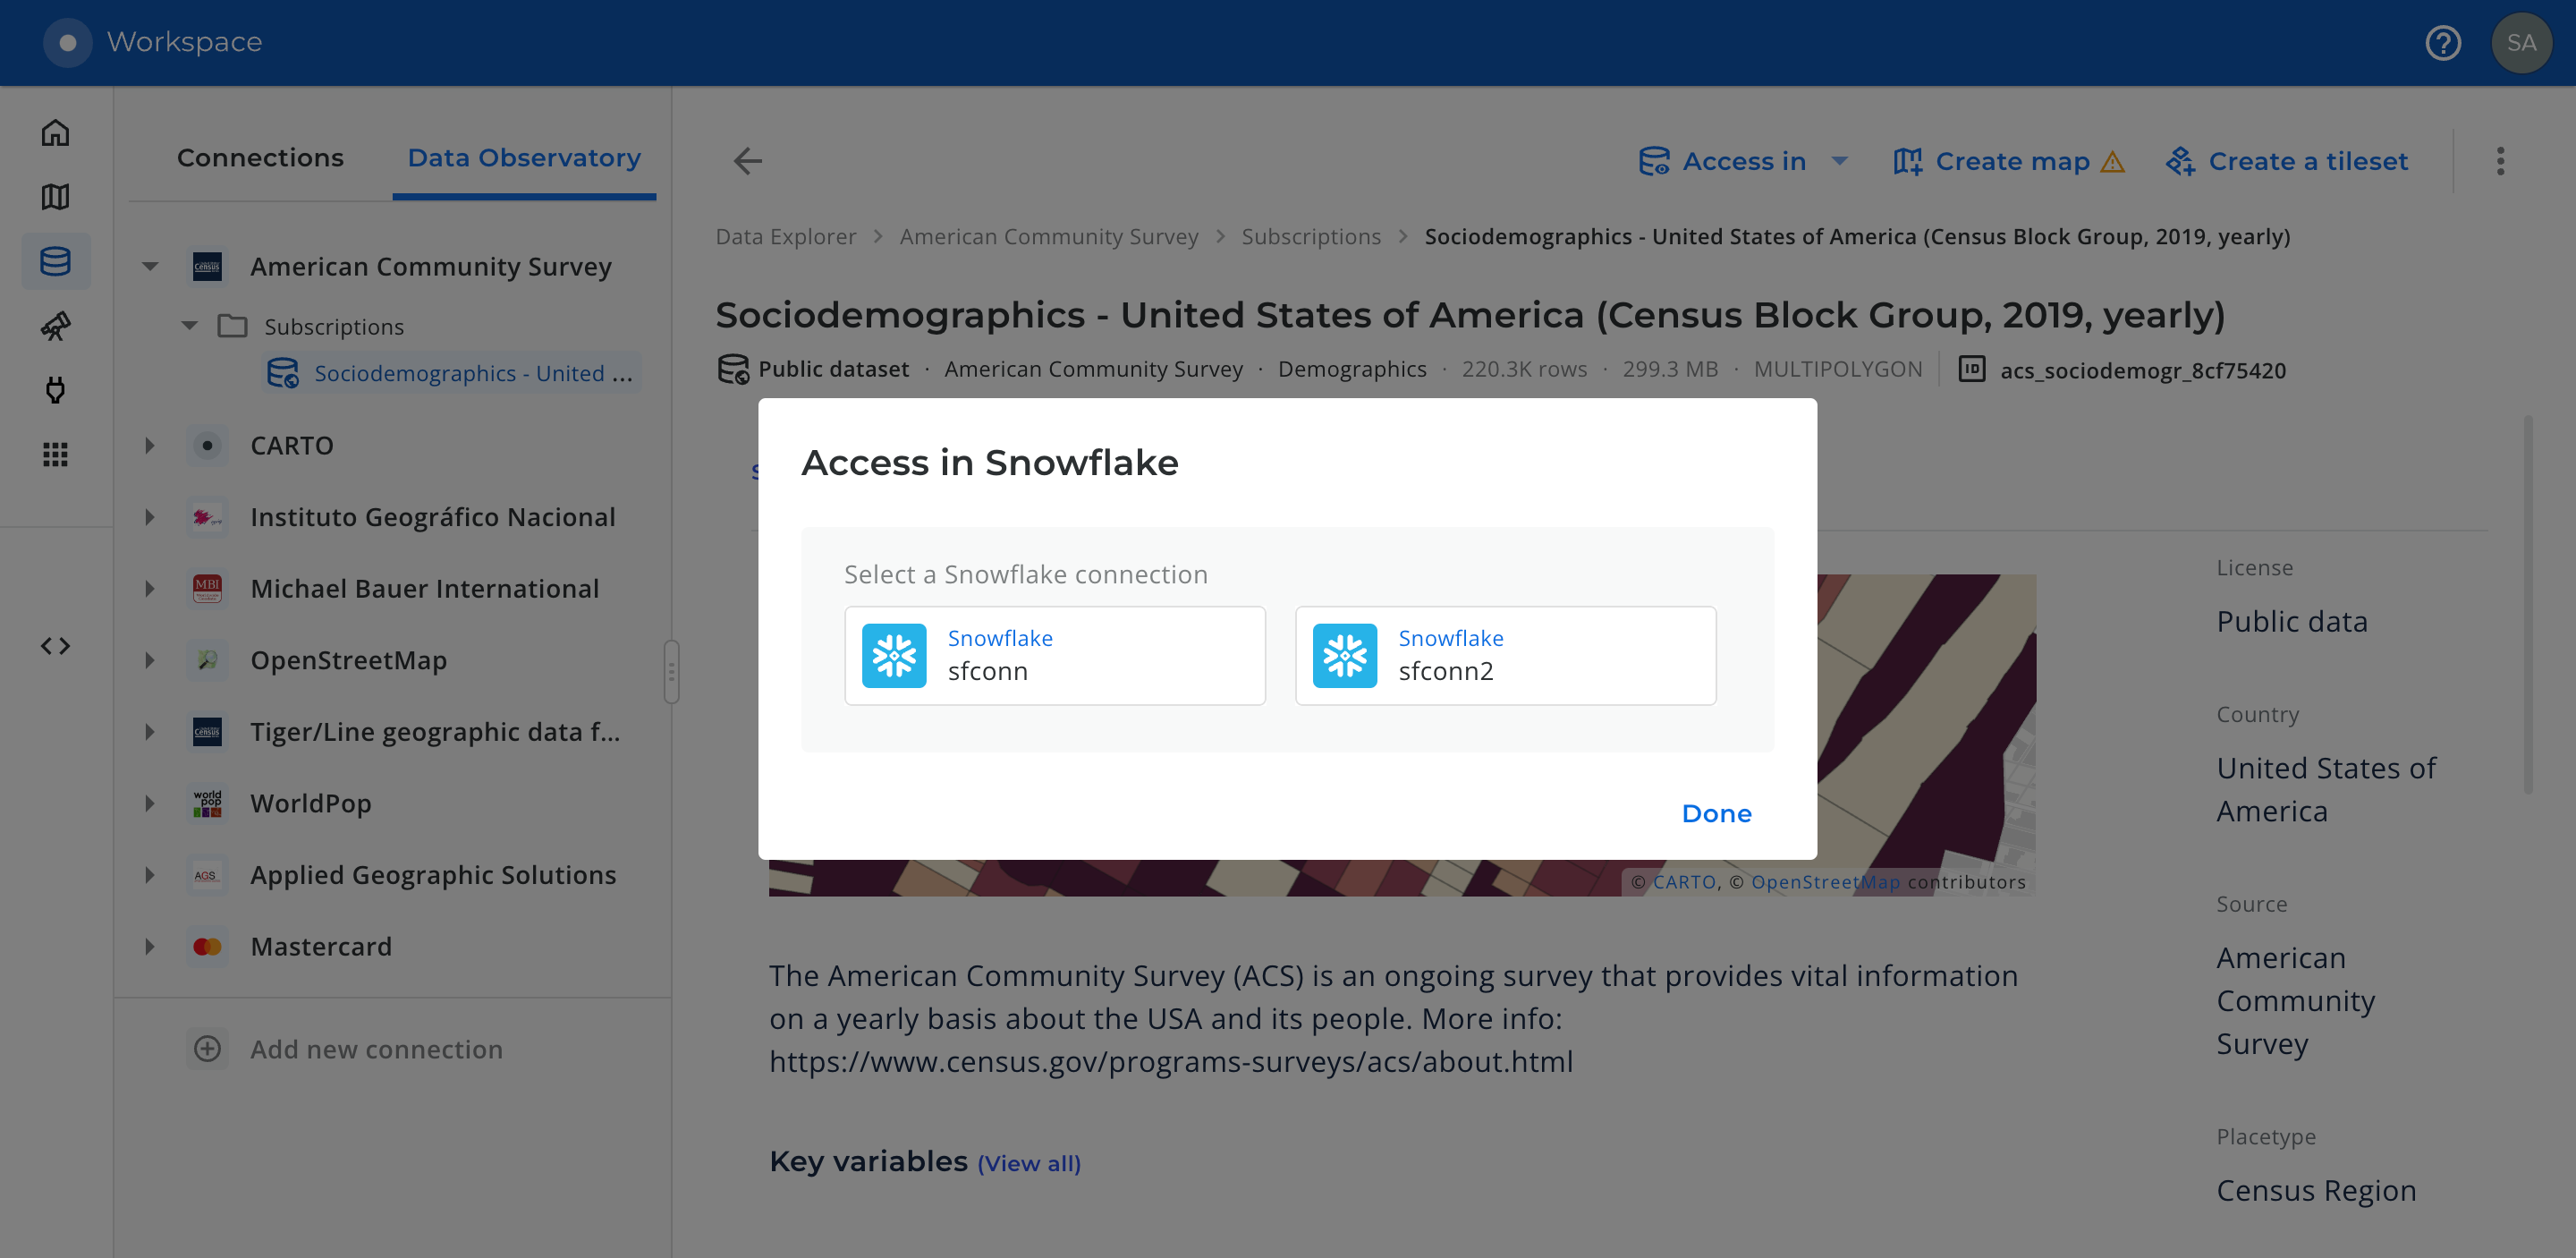 Workspace
SA
Connections
Data Observatory
Access in
Create map
Create a tileset
Data Explorer
American Community Survey
Subscriptions
Sociodemographics - United States of America (Census Block Group, 2019, yearly)
American Community Survey
Subscriptions
Sociodemographics - United ...
CARTO
Instituto Geográfico Nacional
Michael Bauer International
OpenStreetMap
Tiger/Line geographic data f...
WorldPop
Applied Geographic Solutions
Mastercard
Add new connection
Census
MBI
Census
world pop
AGS
Sociodemographics - United States of America (Census Block Group, 2019, yearly)
Public dataset · American Community Survey · Demographics · 220.3K rows · 299.3 MB · MULTIPOLYGON
ID acs_sociodemogr_8cf75420
Access in Snowflake
Select a Snowflake connection
Snowflake
sfconn
Snowflake
sfconn2
Done
© CARTO, © OpenStreetMap contributors
The American Community Survey (ACS) is an ongoing survey that provides vital information
on a yearly basis about the USA and its people. More info:
https://www.census.gov/programs-surveys/acs/about.html
Key variables (View all)
License
Public data
Country
United States of
America
Source
American
Community
Survey
Placetype
Census Region